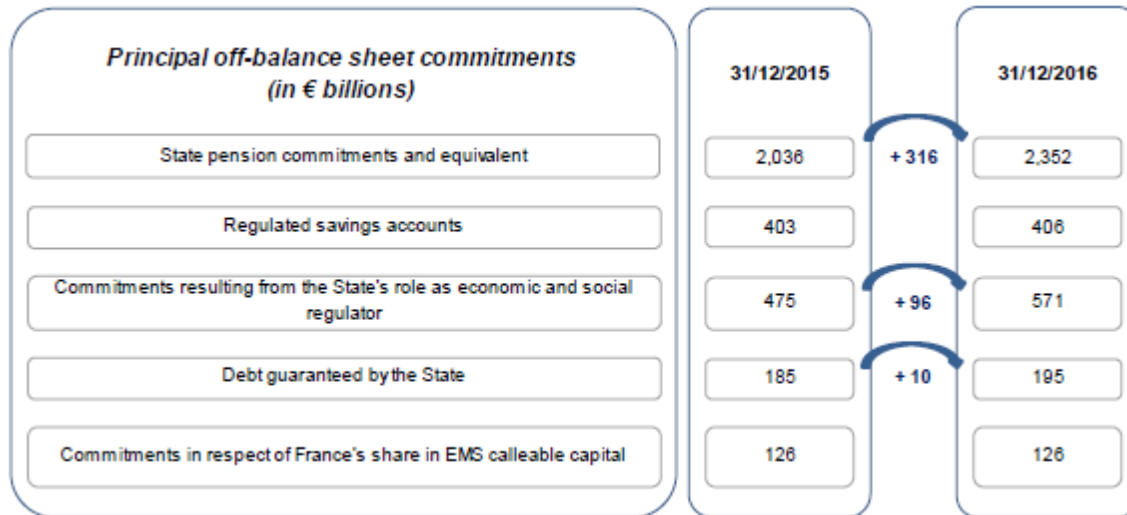 Principal off-balance sheet commitments
(in € billions)
31/12/2015
31/12/2016
State pension commitments and equivalent
2,036
+ 316
2,352
Regulated savings accounts
403
406
Commitments resulting from the State's role as economic and social
regulator
475
+ 96
571
Debt guaranteed by the State
185
+ 10
195
Commitments in respect of France's share in EMS calleable capital
126
126